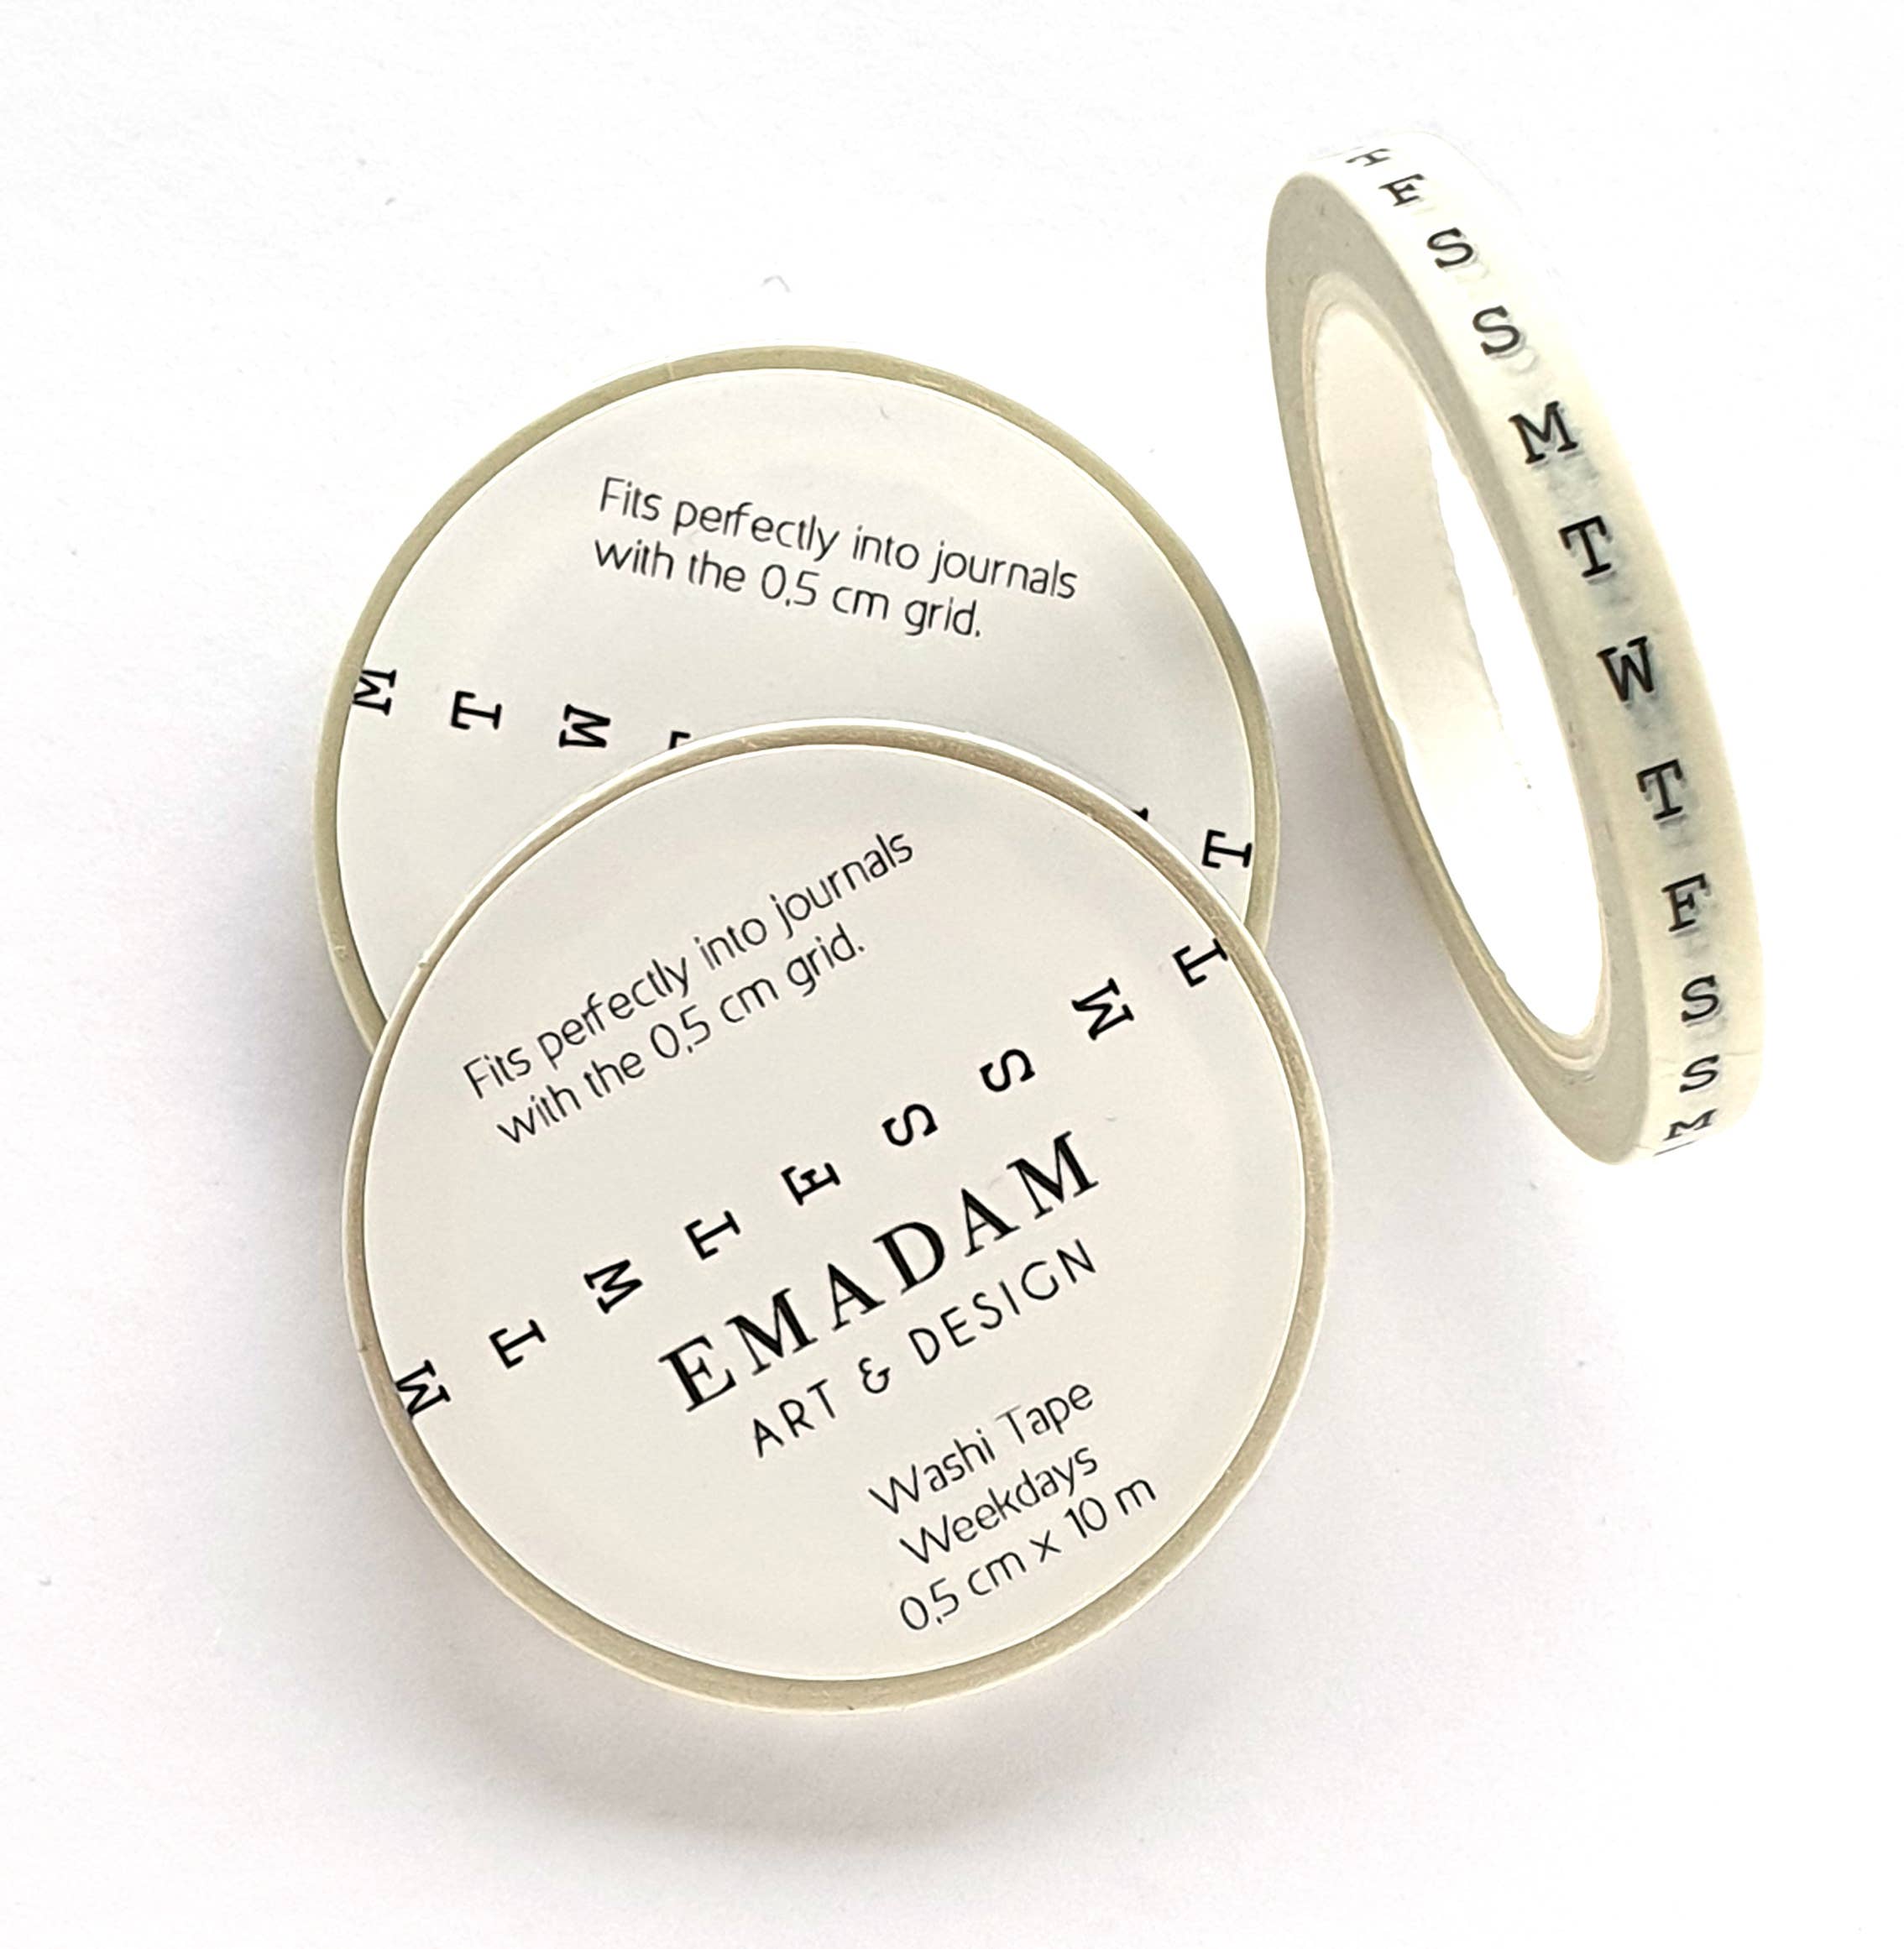 Fits perfectly into journals
with the 0,5 cm grid.
M T W
T
Fits perfectly into journals
with the 0,5 cm grid.
M T W T F S S M T
EMADAM
ART & DESIGN
Washi Tape
Weekdays
0,5 cm x 10 m
T
F
S
S
M
T
W
T
F
S
S
M